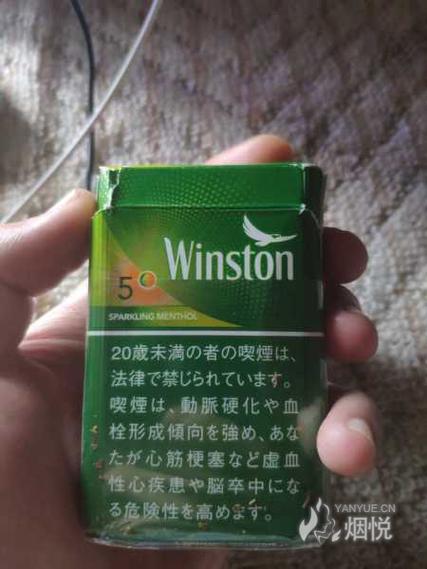 Winston
5
SPARKLING MENTHOL
20歳未満の者の喫煙は、
法律で禁じられています。
喫煙は、動脈硬化や血
栓形成傾向を強め、あな
たが心筋梗塞など虚血
性心疾患や脳卒中にな
る危険性を高めます。
YANYUE.CN
烟悦